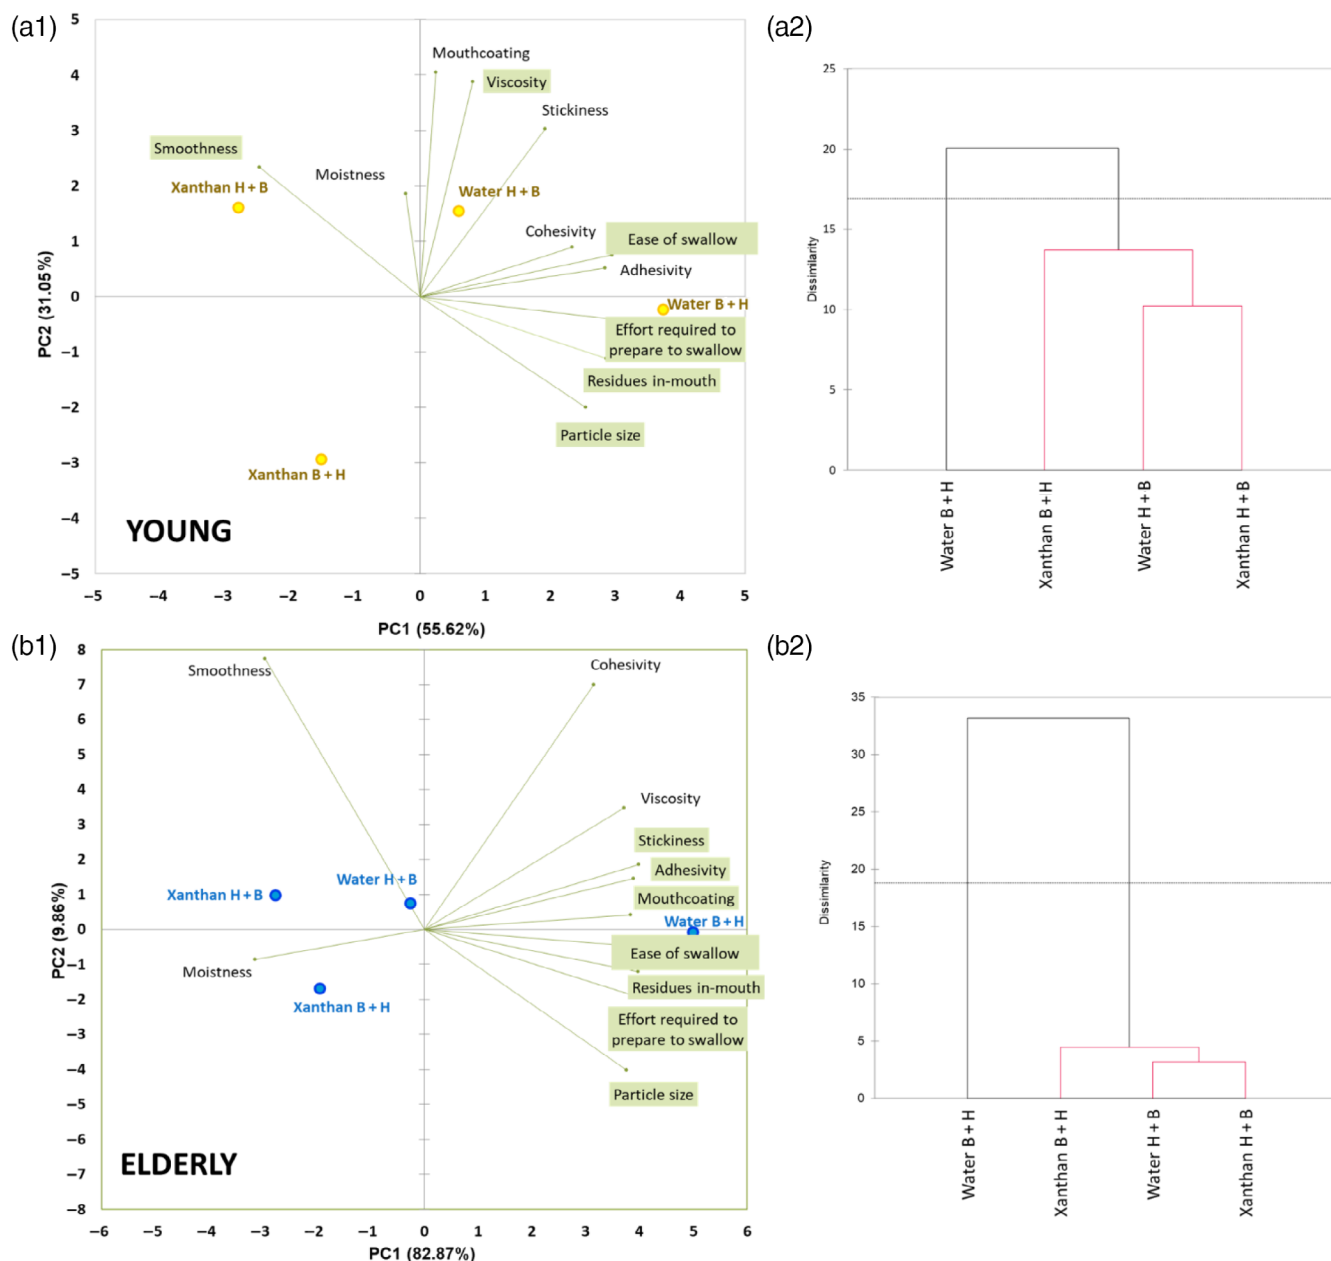 (a1)
5
4
3
2
1
0
−1
−2
−3
−4
−5
PC2 (31.05%)
Mouthcoating
Viscosity
Stickiness
Smoothness
Moistness
Xanthan H + B
Water H + B
Cohesivity
Ease of swallow
Adhesivity
Water B + H
Effort required to
prepare to swallow
Residues in-mouth
Particle size
Xanthan B + H
YOUNG
−5 −4 −3 −2 −1 0 1 2 3 4 5
PC1 (55.62%)
(a2)
25
20
15
10
5
0
Dissimilarity
Water B + H
Xanthan B + H
Water H + B
Xanthan H + B
(b1)
8
7
6
5
4
3
2
1
0
−1
−2
−3
−4
−5
−6
−7
−8
PC2 (9.86%)
Smoothness
Cohesivity
Viscosity
Stickiness
Adhesivity
Water H + B
Xanthan H + B
Mouthcoating
Water B + H
Ease of swallow
Moistness
Residues in-mouth
Xanthan B + H
Effort required to
prepare to swallow
Particle size
ELDERLY
−6 −5 −4 −3 −2 −1 0 1 2 3 4 5 6
PC1 (82.87%)
(b2)
35
30
25
20
15
10
5
0
Dissimilarity
Water B + H
Xanthan B + H
Water H + B
Xanthan H + B